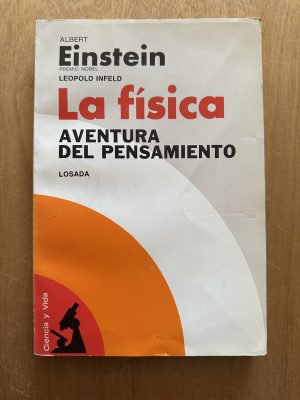 ALBERT
Einstein
PREMIO NOBEL
LEOPOLD INFELD
La física
AVENTURA
DEL PENSAMIENTO
LOSADA
Ciencia y Vida